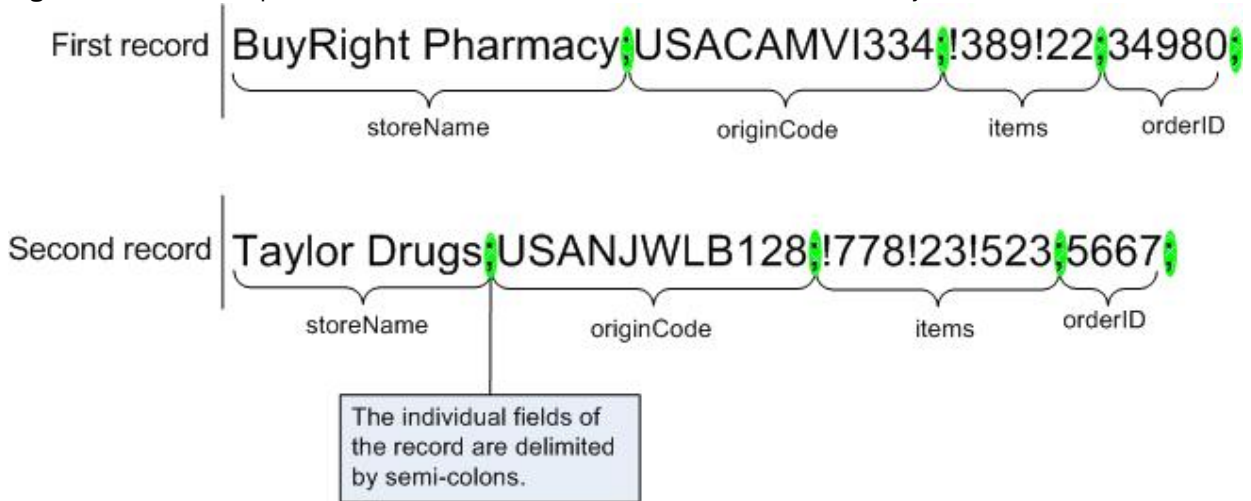 First record BuyRight Pharmacy;USACAMVI334;!389!22;34980;
storeName originCode items orderID
Second record Taylor Drugs;USANJWLB128;!778!23!523;5667;
storeName originCode items orderID
The individual fields of
the record are delimited
by semi-colons.